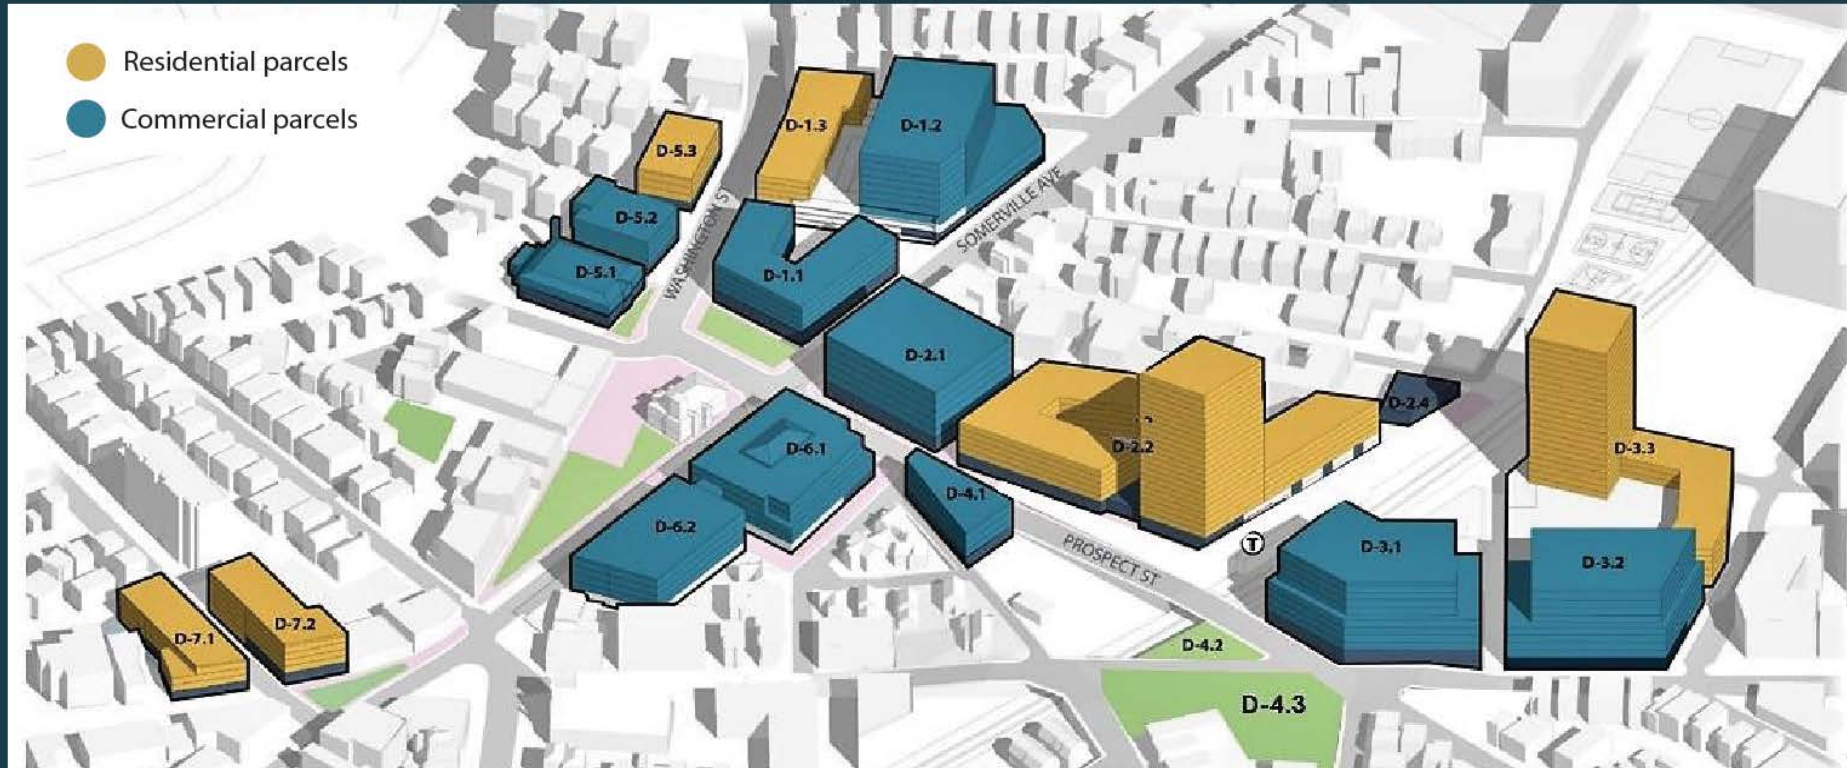 Residential parcels
Commercial parcels
D-1.3
D-1.2
D-5.3
D-5.2
D-5.1
WASHINGTON ST
SOMERVILLE AVE
D-1.1
D-2.1
D-2.4
D-2.2
D-3.3
D-6.1
D-4.1
D-6.2
T
PROSPECT ST
D-3.1
D-3.2
D-7.1
D-7.2
D-4.2
D-4.3